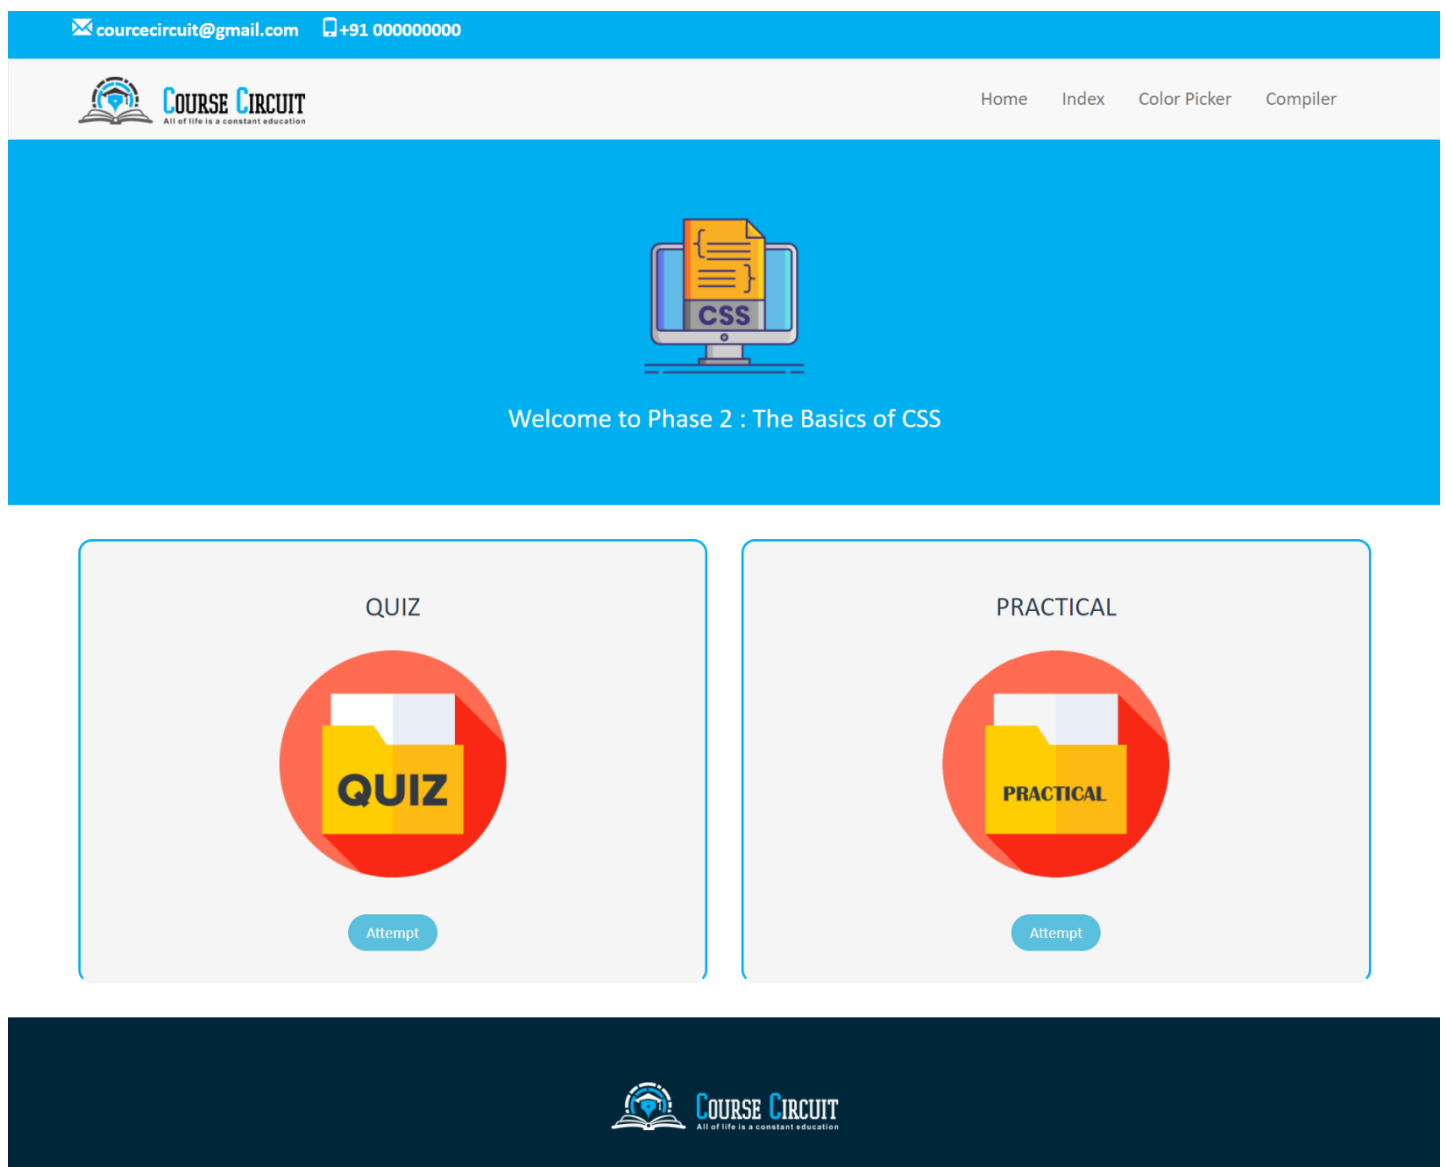 courcecircuit@gmail.com +91 000000000
COURSE CIRCUIT
All of life is a constant education
Home Index Color Picker Compiler
{
}
CSS
Welcome to Phase 2 : The Basics of CSS
QUIZ PRACTICAL
QUIZ PRACTICAL
Attempt Attempt
COURSE CIRCUIT
All of life is a constant education